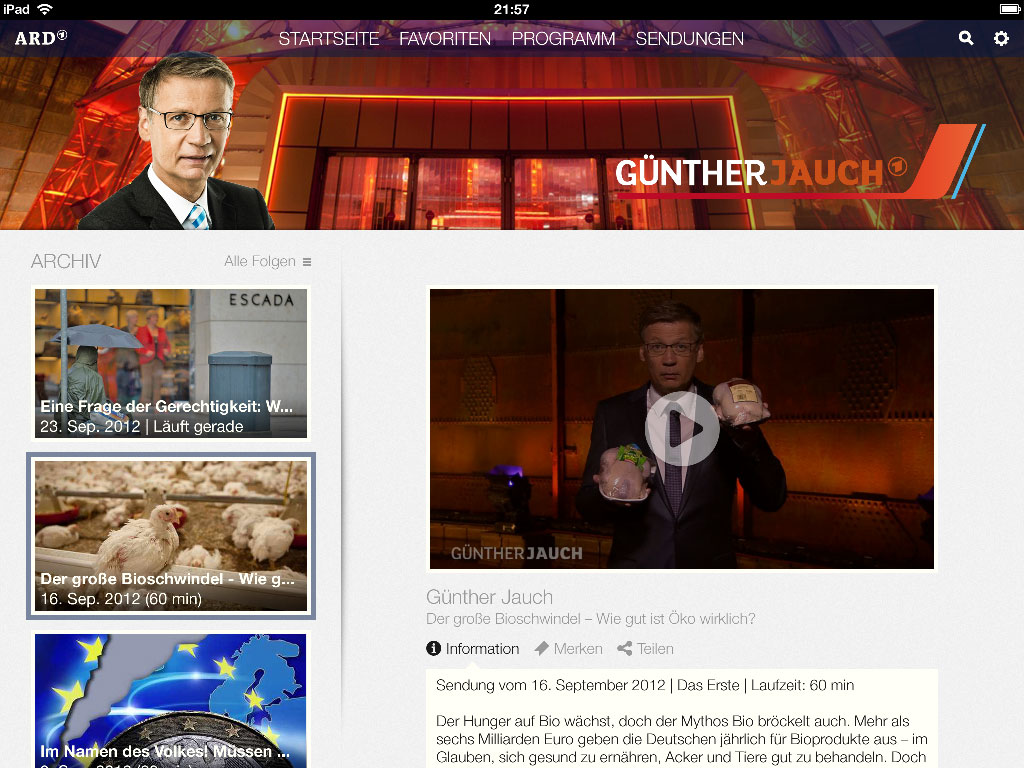 iPad 21:57
ARD STARTSEITE FAVORITEN PROGRAMM SENDUNGEN
GÜNTHERJAUCH
ARCHIV Alle Folgen
ESCADA
Eine Frage der Gerechtigkeit: W...
23. Sep. 2012 | Läuft gerade
Der große Bioschwindel - Wie g...
16. Sep. 2012 (60 min)
Im Namen des Volkes! Müssen ...
GÜNTHERJAUCH
Günther Jauch
Der große Bioschwindel – Wie gut ist Öko wirklich?
Information Merken Teilen
Sendung vom 16. September 2012 | Das Erste | Laufzeit: 60 min
Der Hunger auf Bio wächst, doch der Mythos Bio bröckelt auch. Mehr als
sechs Milliarden Euro geben die Deutschen jährlich für Bioprodukte aus – im
Glauben, sich gesund zu ernähren, Äcker und Tiere gut zu behandeln. Doch